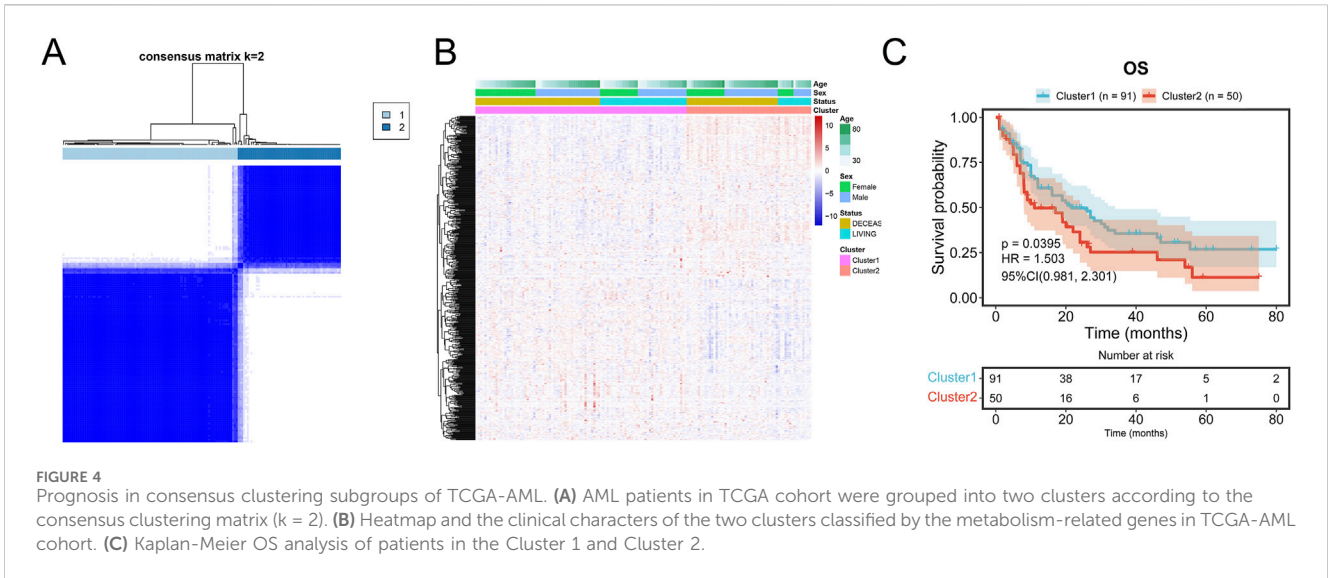 A
consensus matrix k=2
1
2
B
Age
Sex
Status
Cluster
10
5
0
−5
−10
Age
80
30
Sex
Female
Male
Status
DECEAS
LIVING
Cluster
Cluster1
Cluster2
C
OS
Cluster1 (n = 91) Cluster2 (n = 50)
Survival probability
1.00
0.75
0.50
0.25
0.00
p = 0.0395
HR = 1.503
95%CI(0.981, 2.301)
0 20 40 60 80
Time (months)
Number at risk
Cluster1 91 38 17 5 2
Cluster2 50 16 6 1 0
0 20 40 60 80
Time (months)
FIGURE 4
Prognosis in consensus clustering subgroups of TCGA-AML. (A) AML patients in TCGA cohort were grouped into two clusters according to the
consensus clustering matrix (k = 2). (B) Heatmap and the clinical characters of the two clusters classified by the metabolism-related genes in TCGA-AML
cohort. (C) Kaplan-Meier OS analysis of patients in the Cluster 1 and Cluster 2.